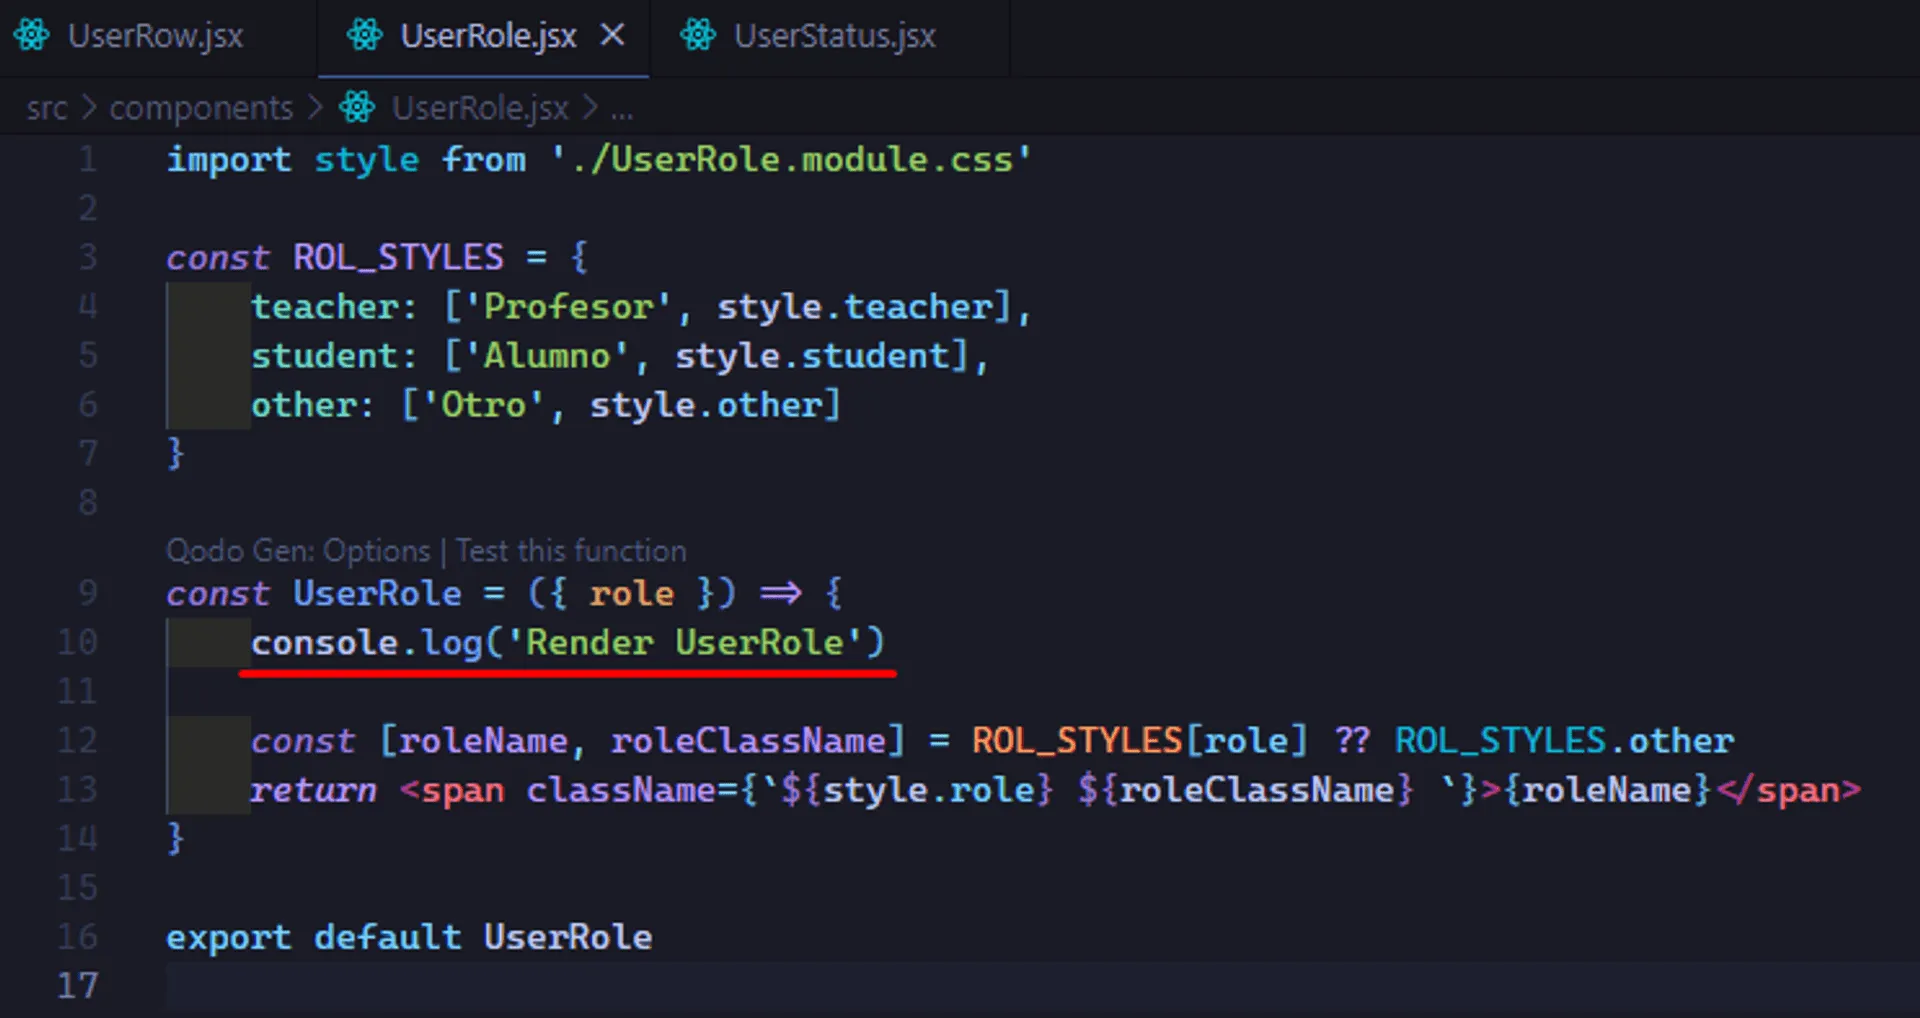 UserRow.jsx UserRole.jsx UserStatus.jsx
src > components > UserRole.jsx > ...
1 import style from './UserRole.module.css'
2
3 const ROL_STYLES = {
4 teacher: ['Profesor', style.teacher],
5 student: ['Alumno', style.student],
6 other: ['Otro', style.other]
7 }
8
Qodo Gen: Options | Test this function
9 const UserRole = ({ role }) => {
10 console.log('Render UserRole')
11
12 const [roleName, roleClassName] = ROL_STYLES[role] ?? ROL_STYLES.other
13 return <span className={`${style.role} ${roleClassName} `}>{roleName}</span>
14 }
15
16 export default UserRole
17